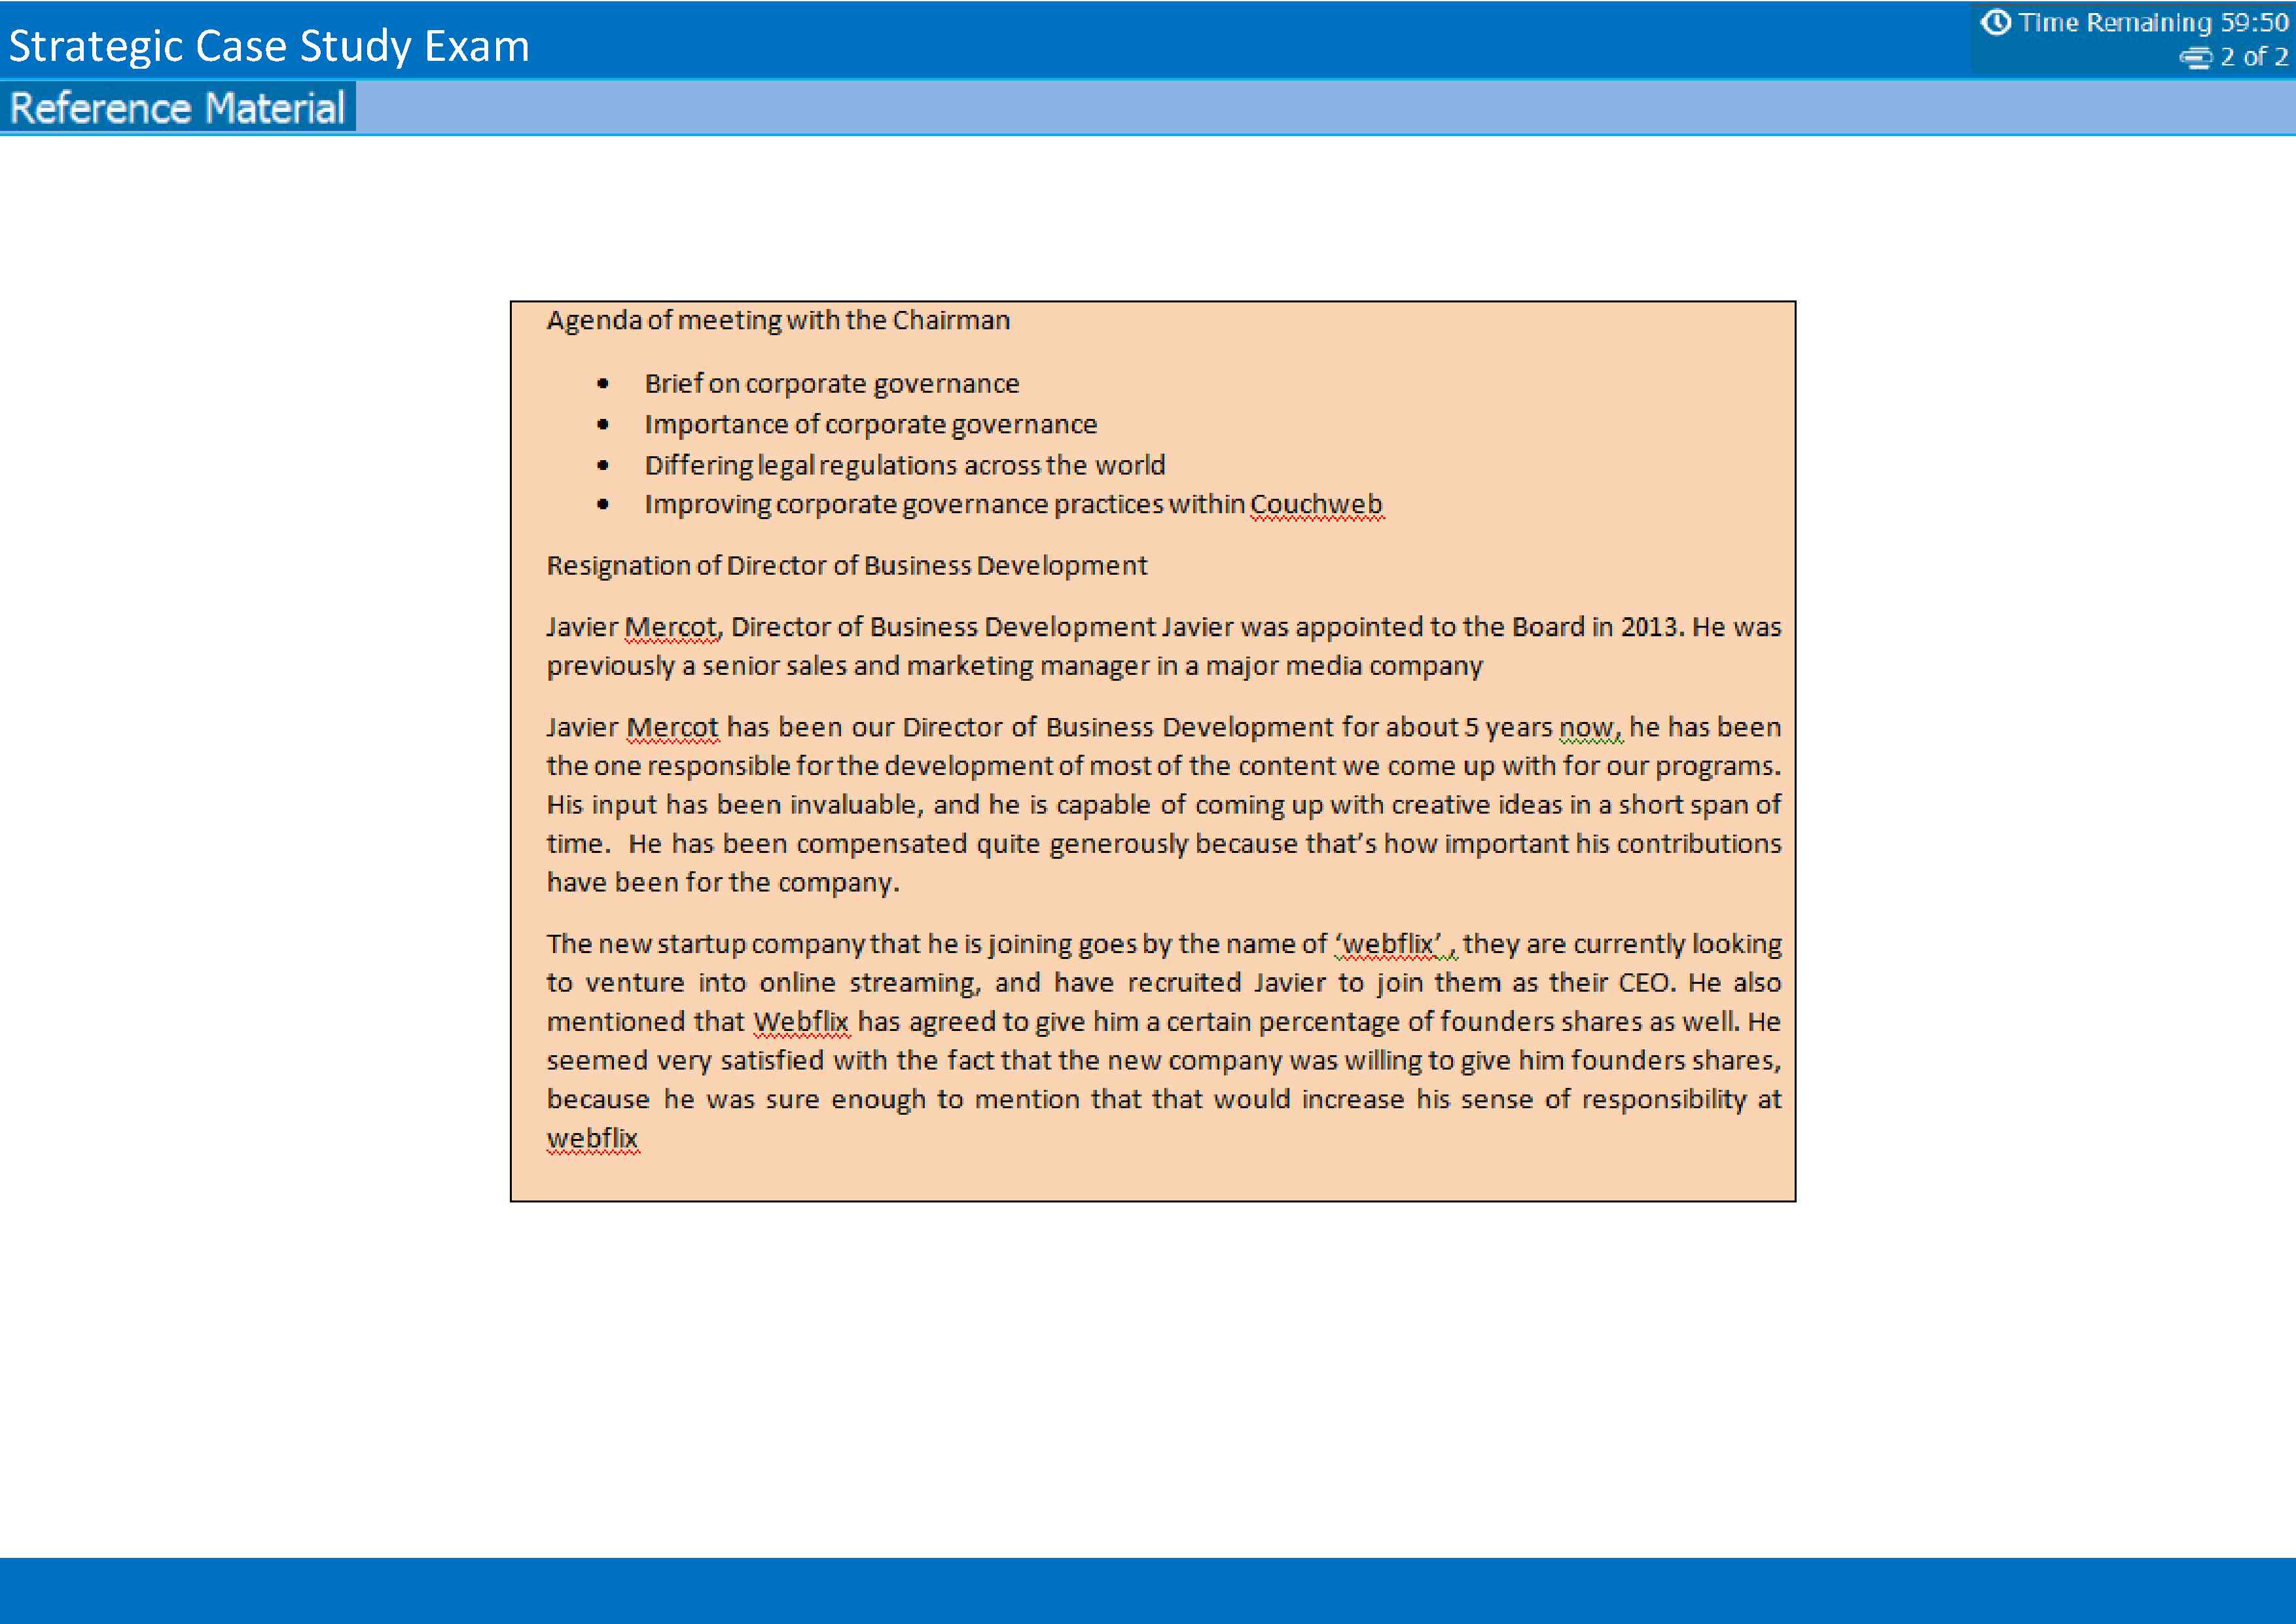 Strategic Case Study Exam
Time Remaining 59:50
2 of 2
Reference Material
Agenda of meeting with the Chairman
• Brief on corporate governance
• Importance of corporate governance
• Differing legal regulations across the world
• Improving corporate governance practices within Couchweb
Resignation of Director of Business Development
Javier Mercot, Director of Business Development Javier was appointed to the Board in 2013. He was
previously a senior sales and marketing manager in a major media company
Javier Mercot has been our Director of Business Development for about 5 years now, he has been
the one responsible for the development of most of the content we come up with for our programs.
His input has been invaluable, and he is capable of coming up with creative ideas in a short span of
time. He has been compensated quite generously because that’s how important his contributions
have been for the company.
The new startup company that he is joining goes by the name of ‘webflix’ , they are currently looking
to venture into online streaming, and have recruited Javier to join them as their CEO. He also
mentioned that Webflix has agreed to give him a certain percentage of founders shares as well. He
seemed very satisfied with the fact that the new company was willing to give him founders shares,
because he was sure enough to mention that that would increase his sense of responsibility at
webflix